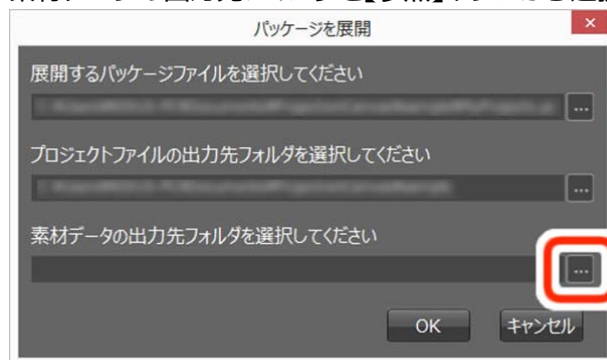 パッケージを展開
展開するパッケージファイルを選択してください
...
プロジェクトファイルの出力先フォルダを選択してください
...
素材データの出力先フォルダを選択してください
...
OK キャンセル